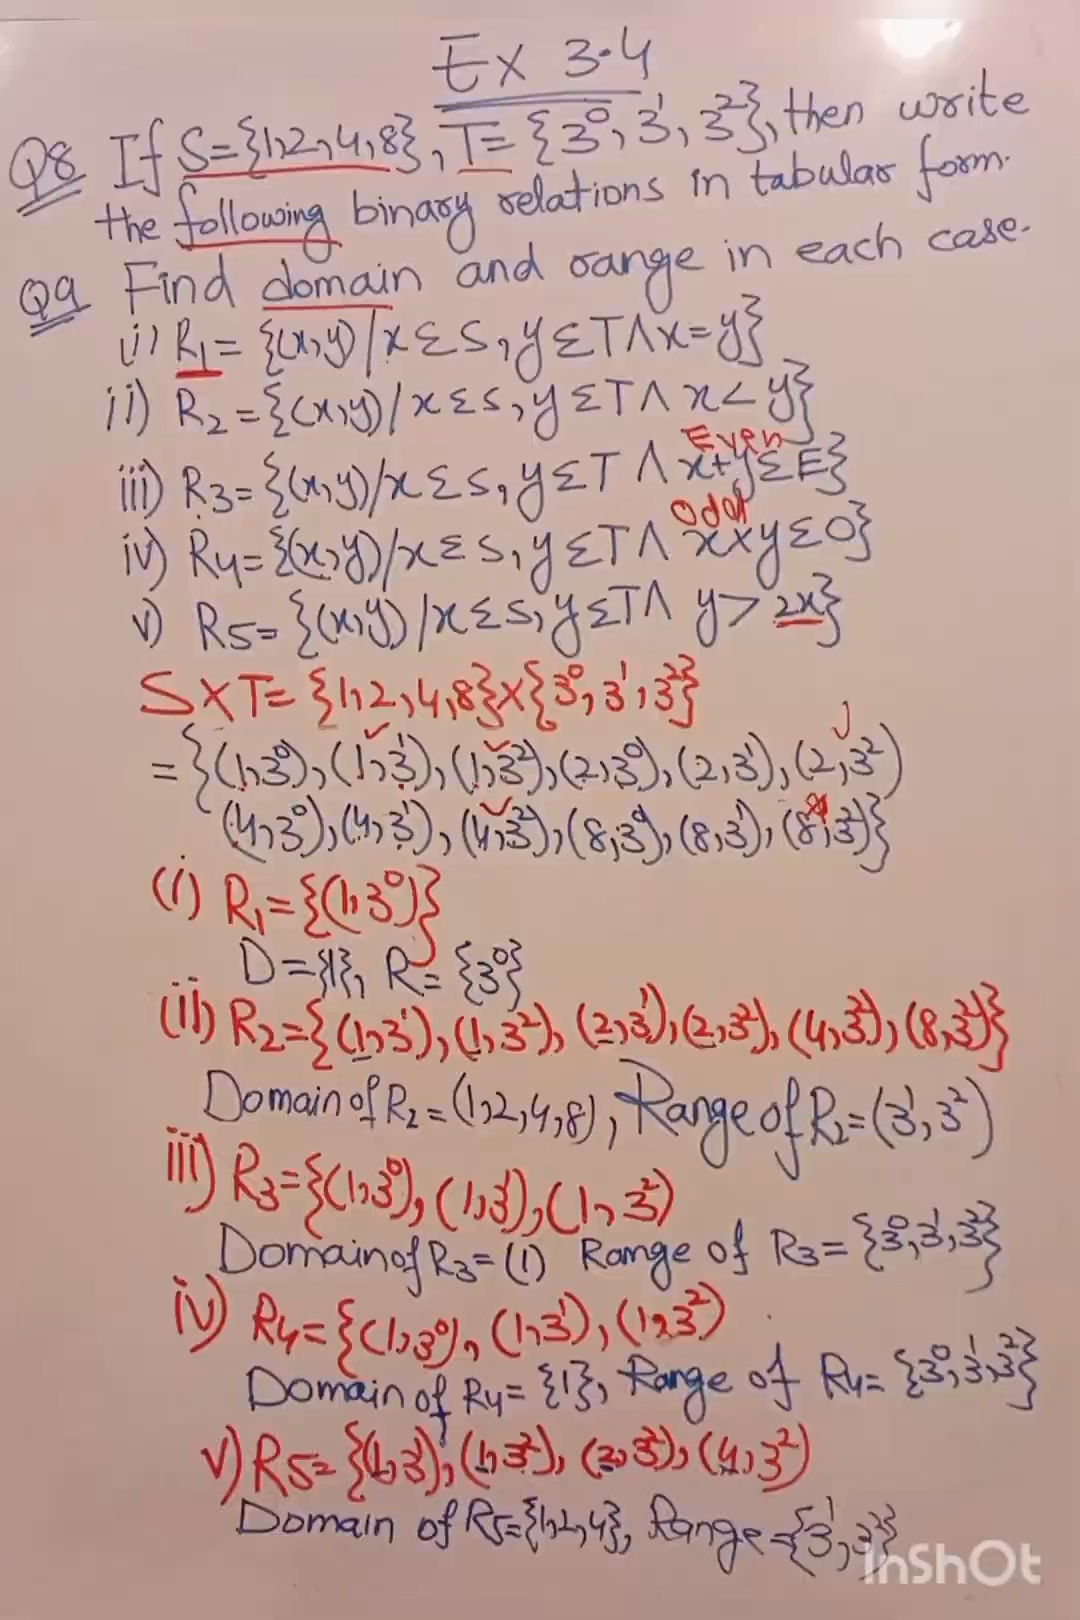 Ex 3.4
Q8 If S={1,2,4,8}, T= {3⁰, 3¹, 3²}, then write
the following binary relations in tabular form.
Q9 Find domain and range in each case.
i) R₁= {(x,y)/x Σ S, y Σ T Λ x=y}
ii) R₂={(x,y)/x Σ S, y Σ T Λ x<y}
Even
iii) R₃={(x,y)/x Σ S, y Σ T Λ x+y Σ E}
Odd
iv) R₄={(x,y)/x Σ S, y Σ T Λ x×y Σ O}
v) R₅= {(x,y)/x Σ S, y Σ T Λ y> 2x}
S×T= {1,2,4,8}×{3⁰, 3¹, 3²}
={(1,3⁰), (1,3¹), (1,3²), (2,3⁰), (2,3¹), (2,3²)
(4,3⁰), (4,3¹), (4,3²), (8,3⁰), (8,3¹), (8,3²)}
(i) R₁={(1,3⁰)}
D={1}, R= {3⁰}
(ii) R₂={(1,3¹), (1,3²), (2,3¹), (2,3²), (4,3²), (8,3²)}
Domain of R₂=(1,2,4,8), Range of R₂=(3¹,3²)
iii) R₃={(1,3⁰), (1,3¹), (1,3²)
Domain of R₃=(1) Range of R₃= {3⁰,3¹,3²}
iv) R₄={(1,3⁰), (1,3¹), (1,3²)
Domain of R₄= {1}, Range of R₄= {3⁰,3¹,3²}
v) R₅= {(1,3¹), (1,3²), (2,3²), (4,3²)
Domain of R₅={1,2,4}, Range={3¹,3²}
InShOt